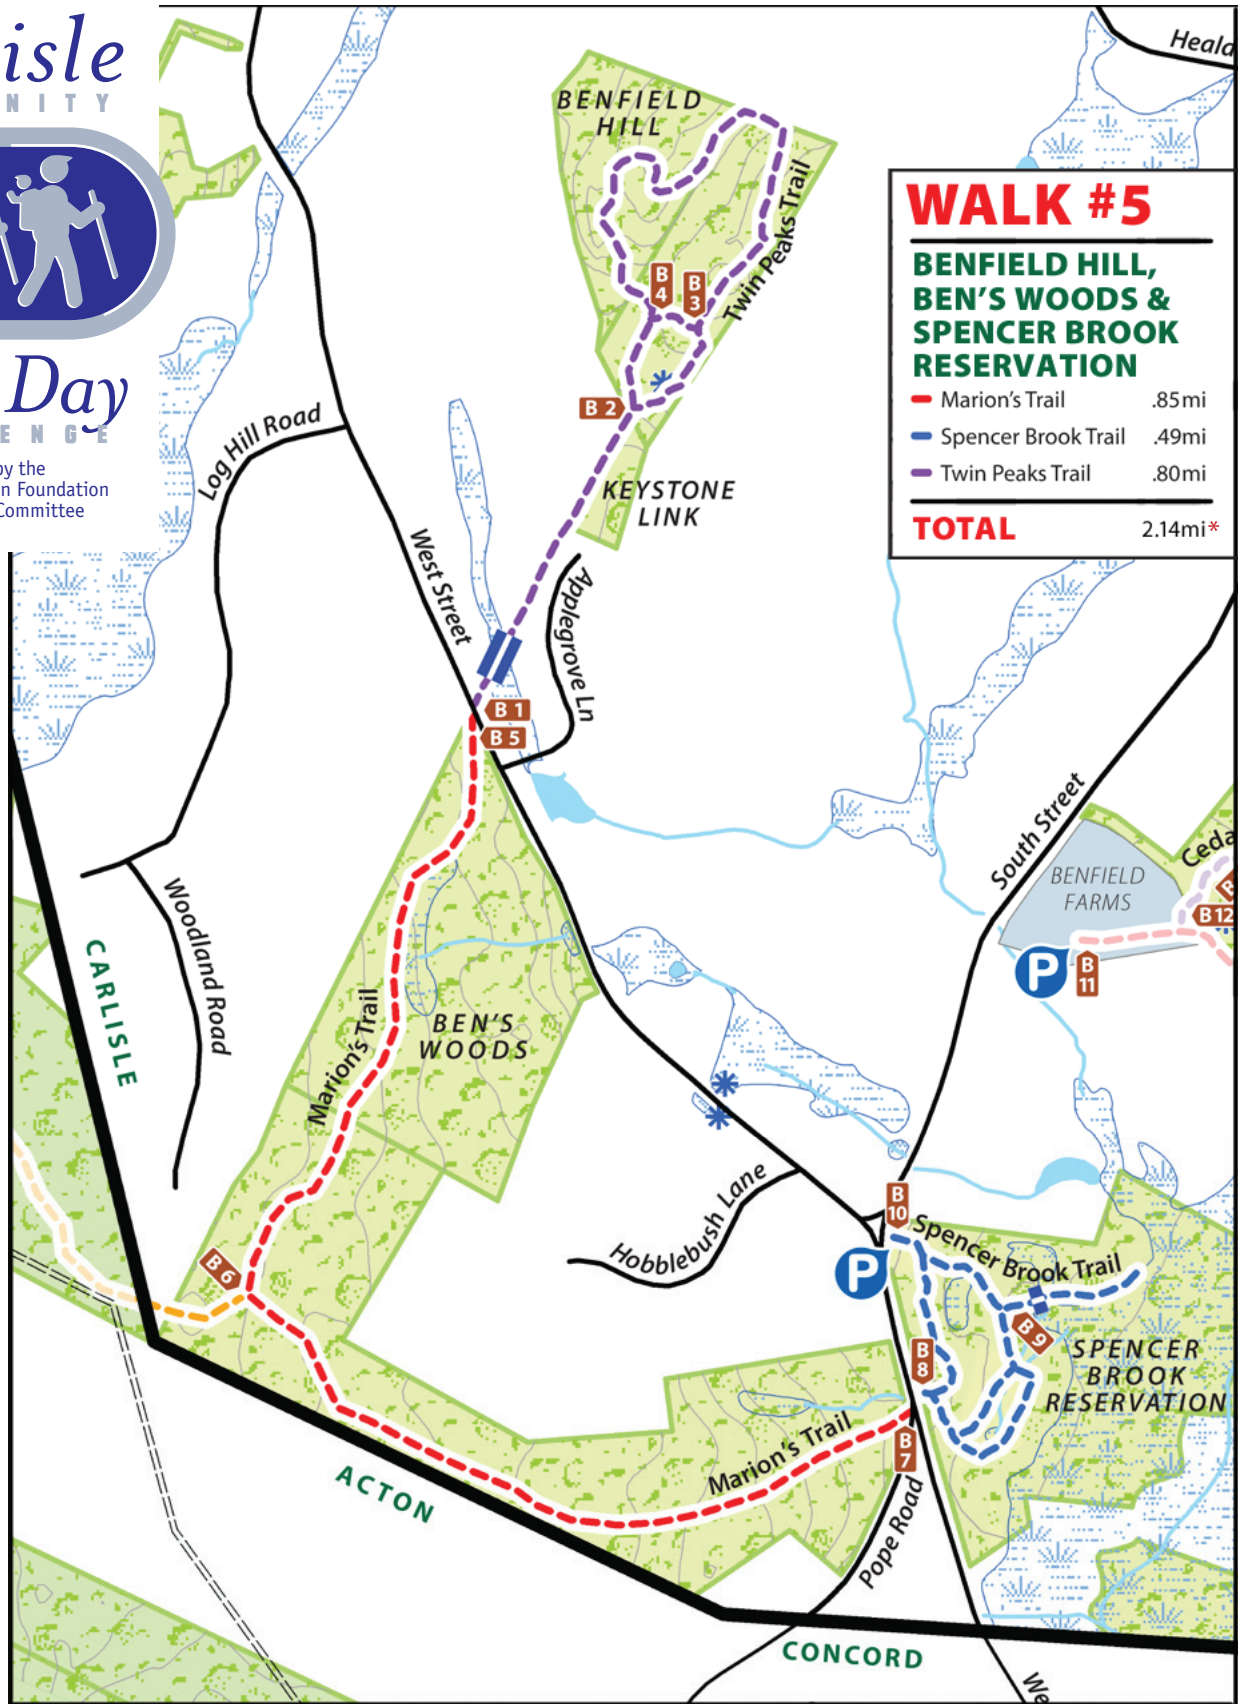 isle
NITY
Day
ENGE
by the
n Foundation
Committee
Heald
BENFIELD
HILL
Twin Peaks Trail
B
4
B
3
B 2
WALK #5
BENFIELD HILL,
BEN'S WOODS &
SPENCER BROOK
RESERVATION
Marion's Trail .85mi
Spencer Brook Trail .49mi
Twin Peaks Trail .80mi
TOTAL 2.14mi*
Log Hill Road
KEYSTONE
LINK
West Street
Applegrove Ln
B 1
B 5
South Street
BENFIELD
FARMS
Ceda
B
B 12
P
B
11
Woodland Road
CARLISLE
Marion's Trail
BEN'S
WOODS
Hobblebush Lane
B
10
Spencer Brook Trail
P
B 6
B 9
B
8
SPENCER
BROOK
RESERVATION
Marion's Trail
B
7
ACTON
Pope Road
CONCORD
We